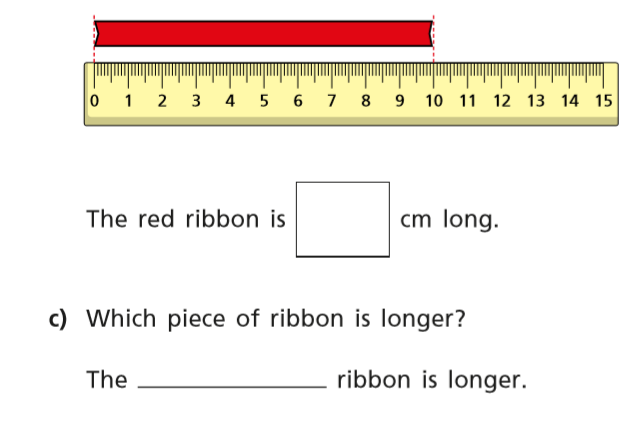 0 1 2 3 4 5 6 7 8 9 10 11 12 13 14 15
The red ribbon is cm long.
c) Which piece of ribbon is longer?
The ______________ ribbon is longer.